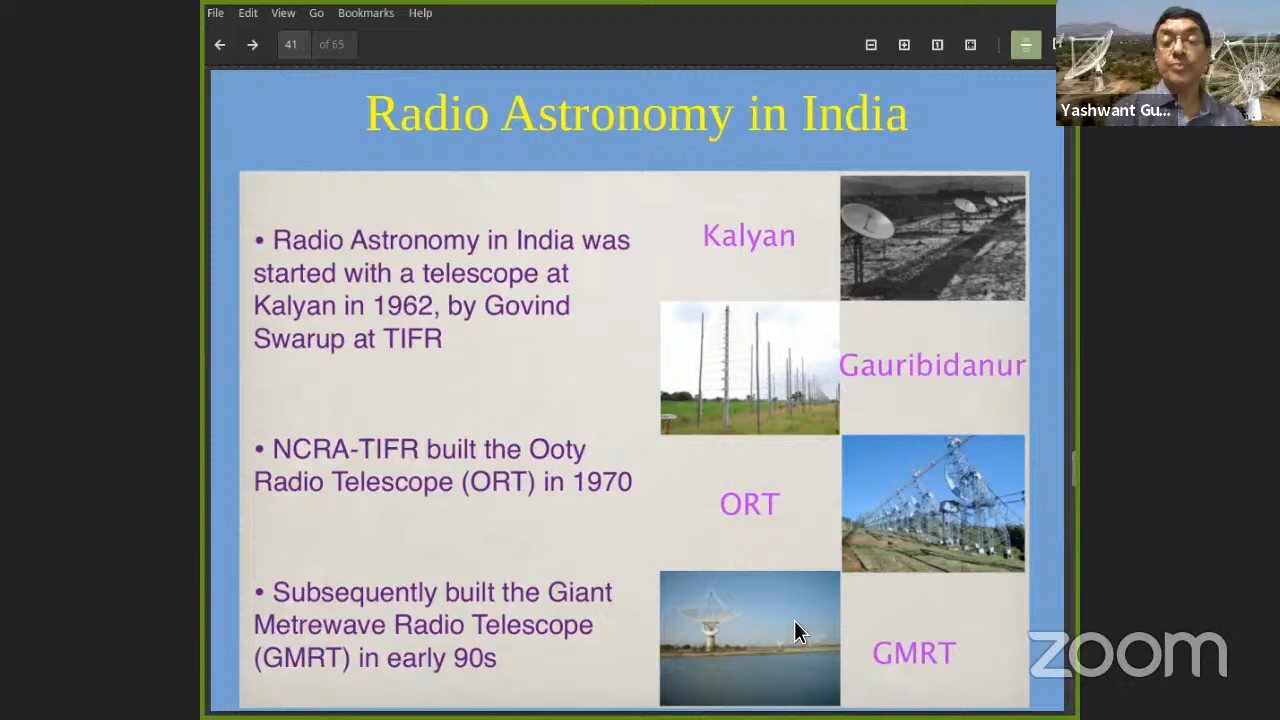 File Edit View Go Bookmarks Help
41 of 65
Yashwant Gu...
Radio Astronomy in India
• Radio Astronomy in India was
started with a telescope at
Kalyan in 1962, by Govind
Swarup at TIFR
• NCRA-TIFR built the Ooty
Radio Telescope (ORT) in 1970
• Subsequently built the Giant
Metrewave Radio Telescope
(GMRT) in early 90s
Kalyan
Gauribidanur
ORT
GMRT
zoom